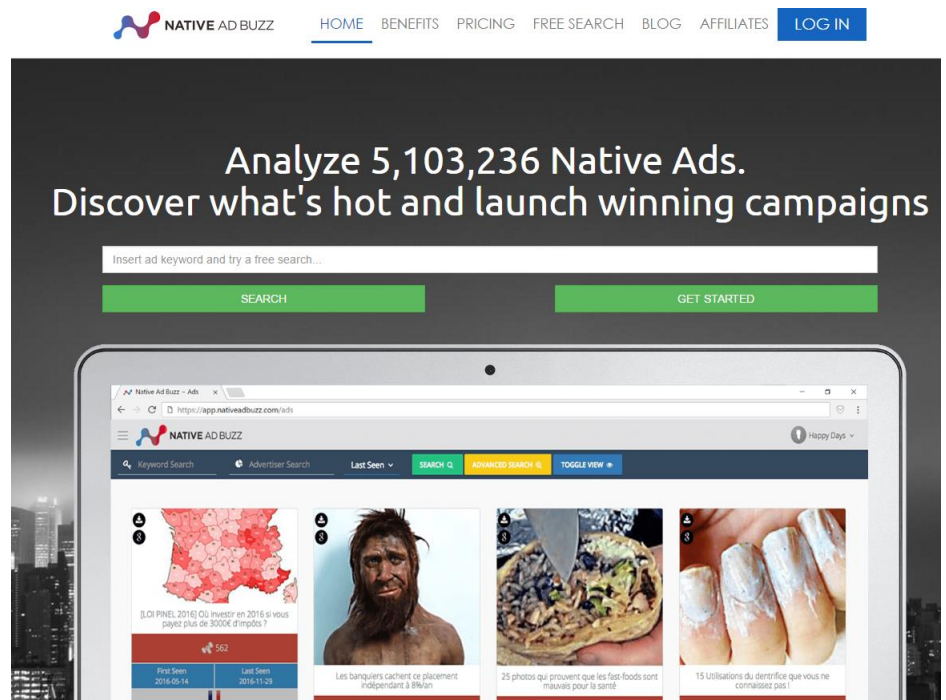 NATIVE AD BUZZ
HOME BENEFITS PRICING FREE SEARCH BLOG AFFILIATES LOG IN
Analyze 5,103,236 Native Ads.
Discover what's hot and launch winning campaigns
Insert ad keyword and try a free search...
SEARCH GET STARTED
Native Ad Buzz – Ads
https://app.nativeadbuzz.com/ads
NATIVE AD BUZZ Happy Days
Keyword Search Advertiser Search Last Seen SEARCH ADVANCED SEARCH TOGGLE VIEW
[LOI PINEL 2016] Où investir en 2016 si vous
payez plus de 3000€ d'impôts ?
562
First Seen Last Seen
2016-05-14 2016-11-29
Les banquiers cachent ce placement
indépendant à 8%/an
25 photos qui prouvent que les fast-foods sont
mauvais pour la santé
15 Utilisations du dentifrice que vous ne
connaissez pas !